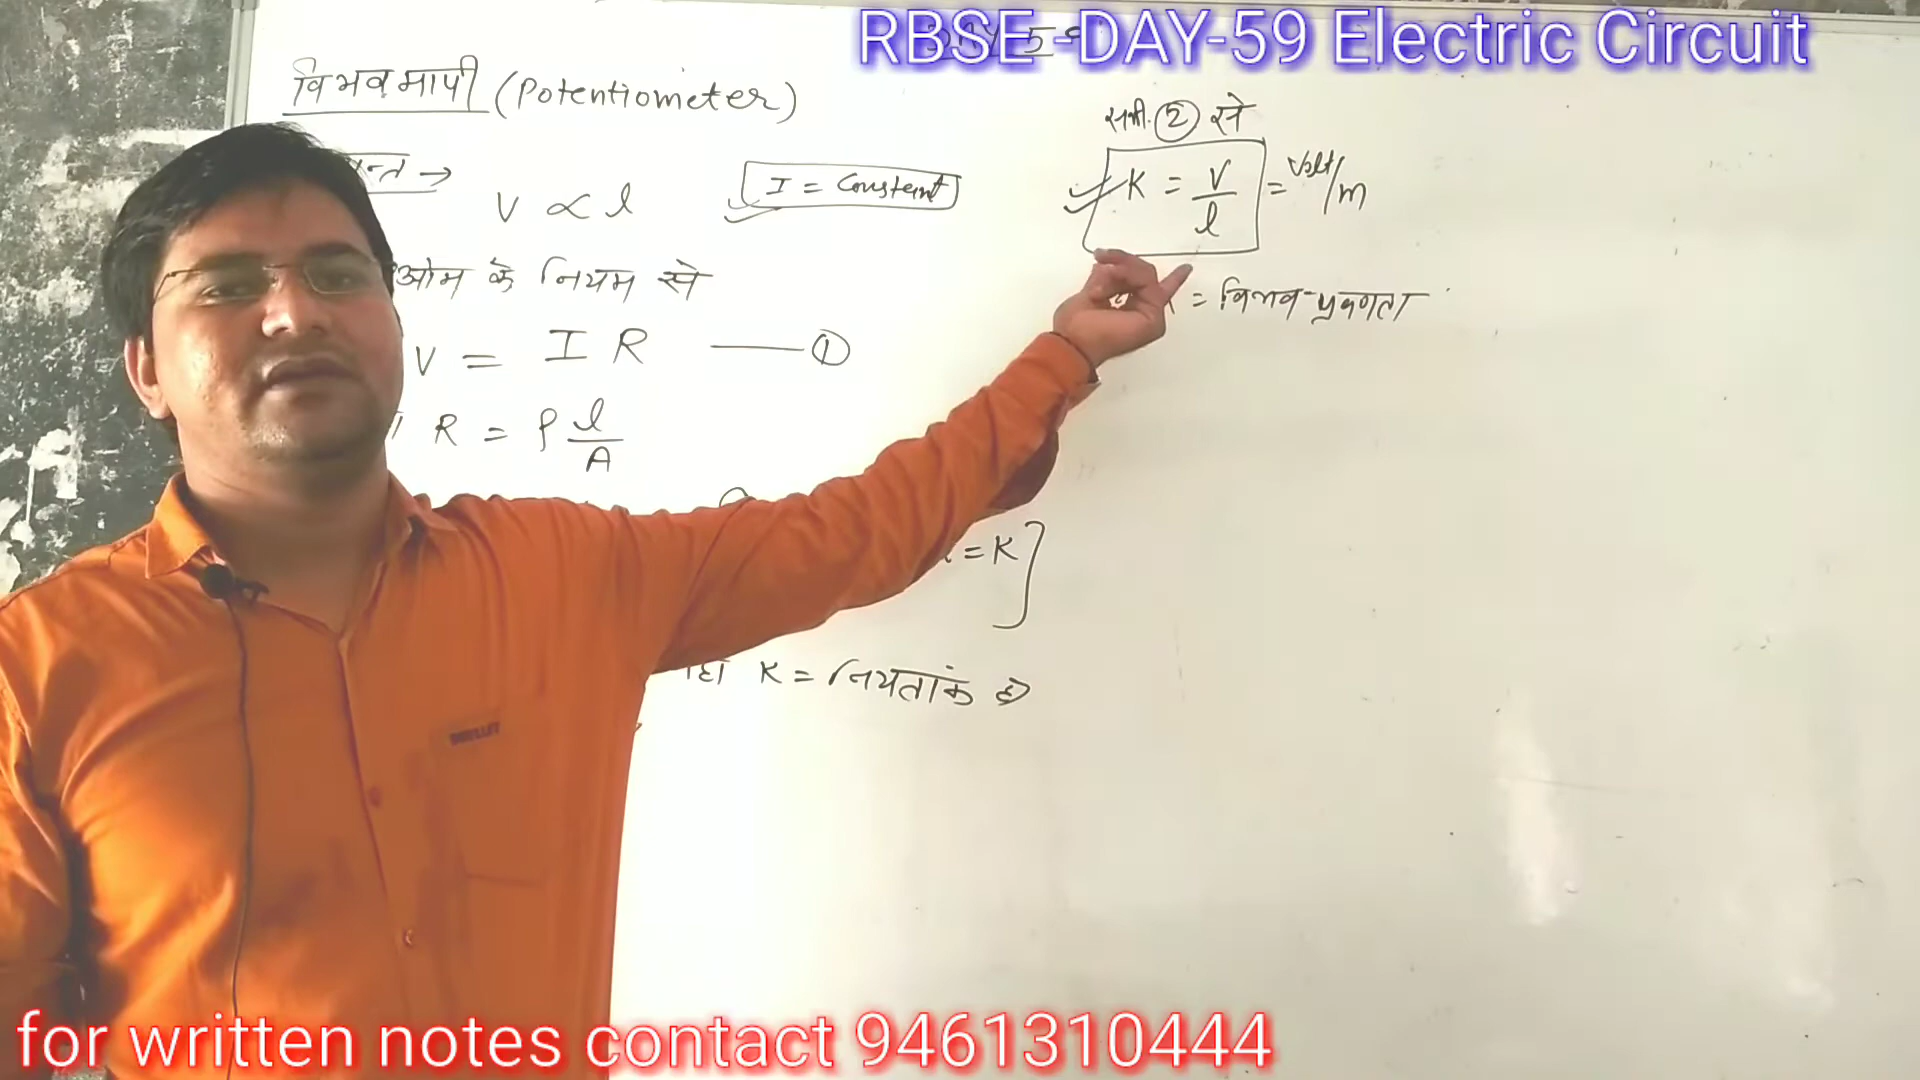 RBSE -DAY-59 Electric Circuit
विभवमापी (Potentiometer)
V ∝ l
I = Constant
ओम के नियम से
V = I R —— ①
R = ρ l/A
= K ]
K = नियतांक है
समी. ② से
K = V/l = Volt/m
= विभव-प्रवणता
for written notes contact 9461310444